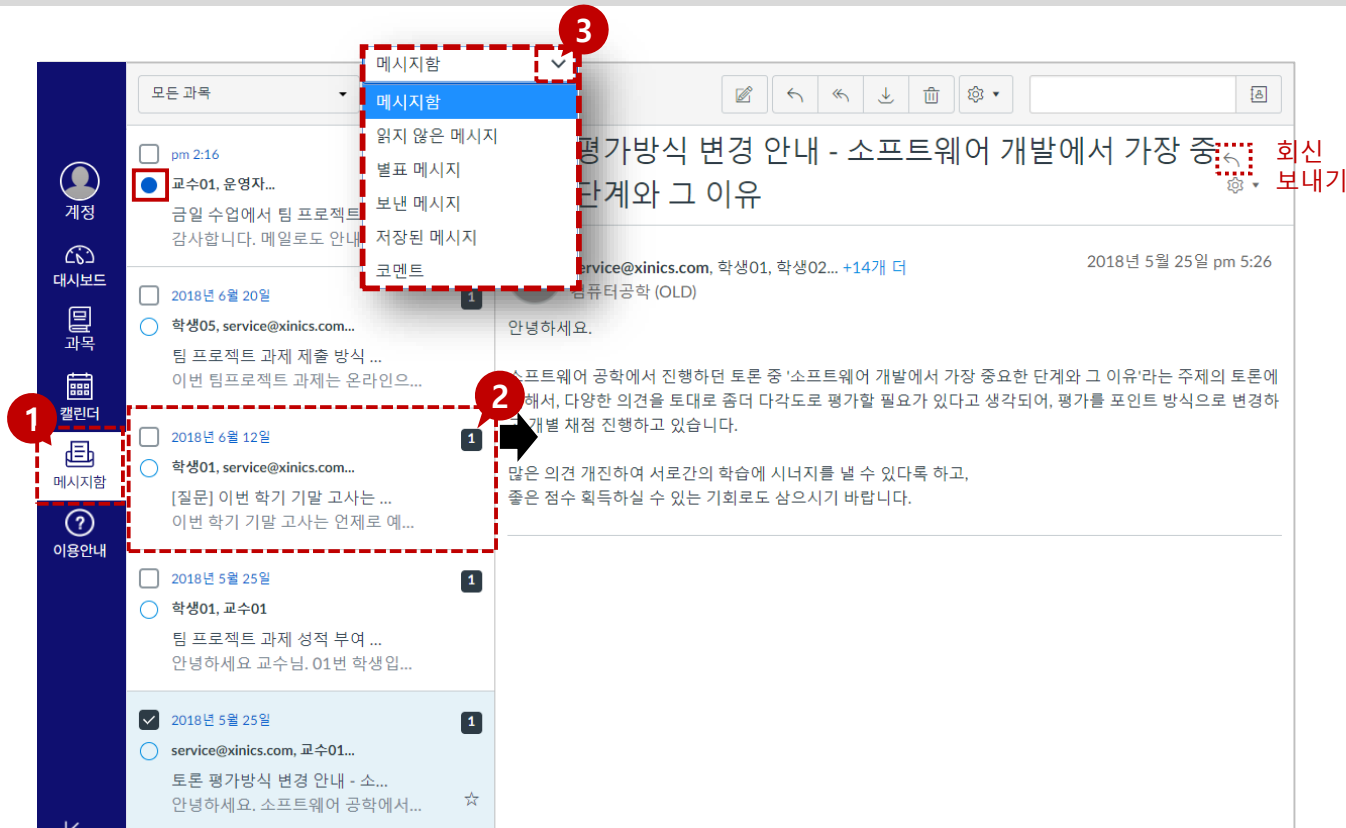 3
메시지함
메시지함
읽지 않은 메시지
별표 메시지
보낸 메시지
저장된 메시지
코멘트
모든 과목
계정
대시보드
과목
캘린더
1
메시지함
이용안내
pm 2:16
교수01, 운영자...
금일 수업에서 팀 프로젝트
감사합니다. 메일로도 안내
2018년 6월 20일
1
학생05, service@xinics.com...
팀 프로젝트 과제 제출 방식 ...
이번 팀프로젝트 과제는 온라인으...
2
2018년 6월 12일
1
학생01, service@xinics.com...
[질문] 이번 학기 기말 고사는 ...
이번 학기 기말 고사는 언제로 예...
2018년 5월 25일
1
학생01, 교수01
팀 프로젝트 과제 성적 부여 ...
안녕하세요 교수님. 01번 학생입...
2018년 5월 25일
1
service@xinics.com, 교수01...
토론 평가방식 변경 안내 - 소...
안녕하세요. 소프트웨어 공학에서...
평가방식 변경 안내 - 소프트웨어 개발에서 가장 중
단계와 그 이유
회신
보내기
ervice@xinics.com, 학생01, 학생02... +14개 더
2018년 5월 25일 pm 5:26
컴퓨터공학 (OLD)
안녕하세요.
소프트웨어 공학에서 진행하던 토론 중 '소프트웨어 개발에서 가장 중요한 단계와 그 이유'라는 주제의 토론에
해서, 다양한 의견을 토대로 좀더 다각도로 평가할 필요가 있다고 생각되어, 평가를 포인트 방식으로 변경하
개별 채점 진행하고 있습니다.
많은 의견 개진하여 서로간의 학습에 시너지를 낼 수 있다록 하고,
좋은 점수 획득하실 수 있는 기회로도 삼으시기 바랍니다.